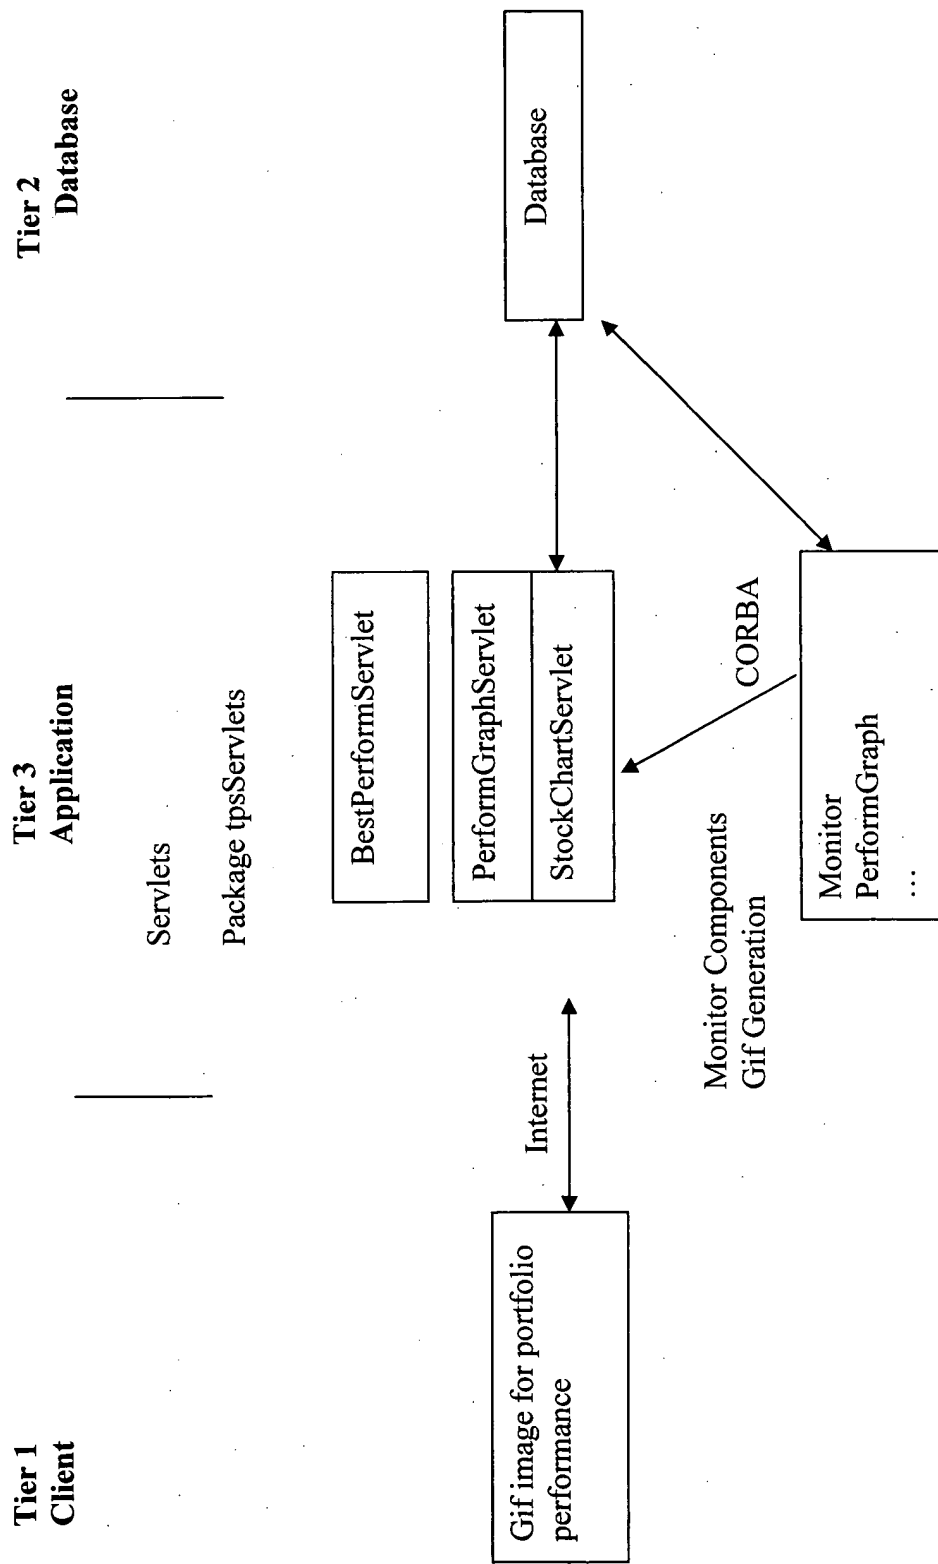 Tier 1
Client
Tier 3
Application
Tier 2
Database
Servlets
Package tpsServlets
BestPerformServlet
PerformGraphServlet
StockChartServlet
Database
Gif image for portfolio
performance
Internet
Monitor Components
Gif Generation
CORBA
Monitor
PerformGraph
...